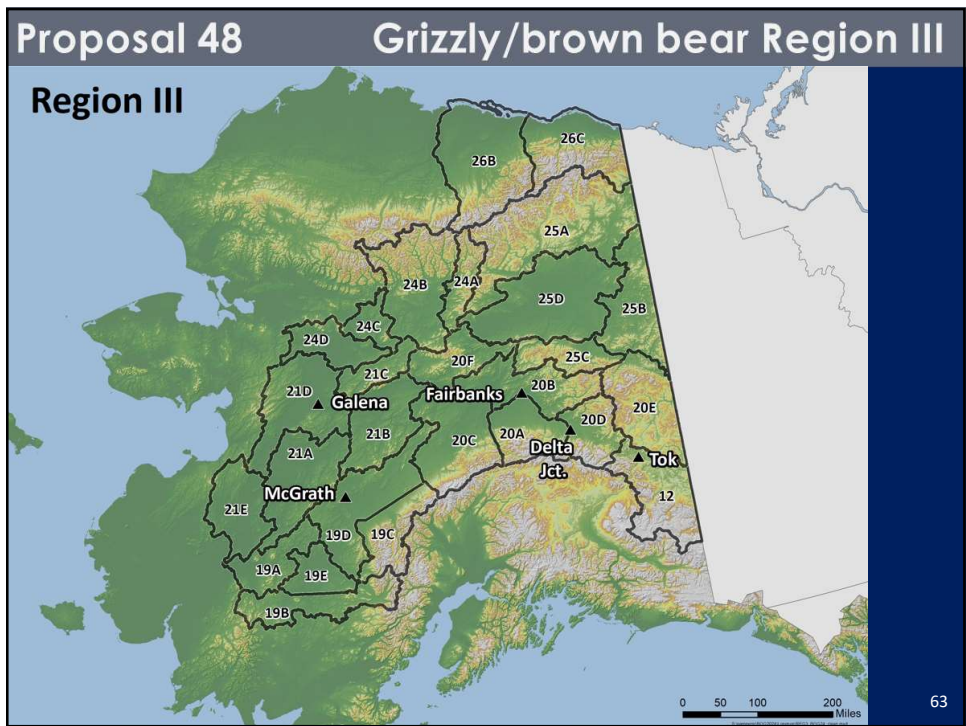 Proposal 48 Grizzly/brown bear Region III
Region III
26B
26C
25A
24B
24A
25D
25B
24C
24D
20F
25C
21C
21D
Galena
Fairbanks
20B
20E
20D
21B
20C
20A
21A
Delta
Jct.
Tok
McGrath
12
21E
19D
19C
19A
19E
19B
0 50 100 200
Miles
63